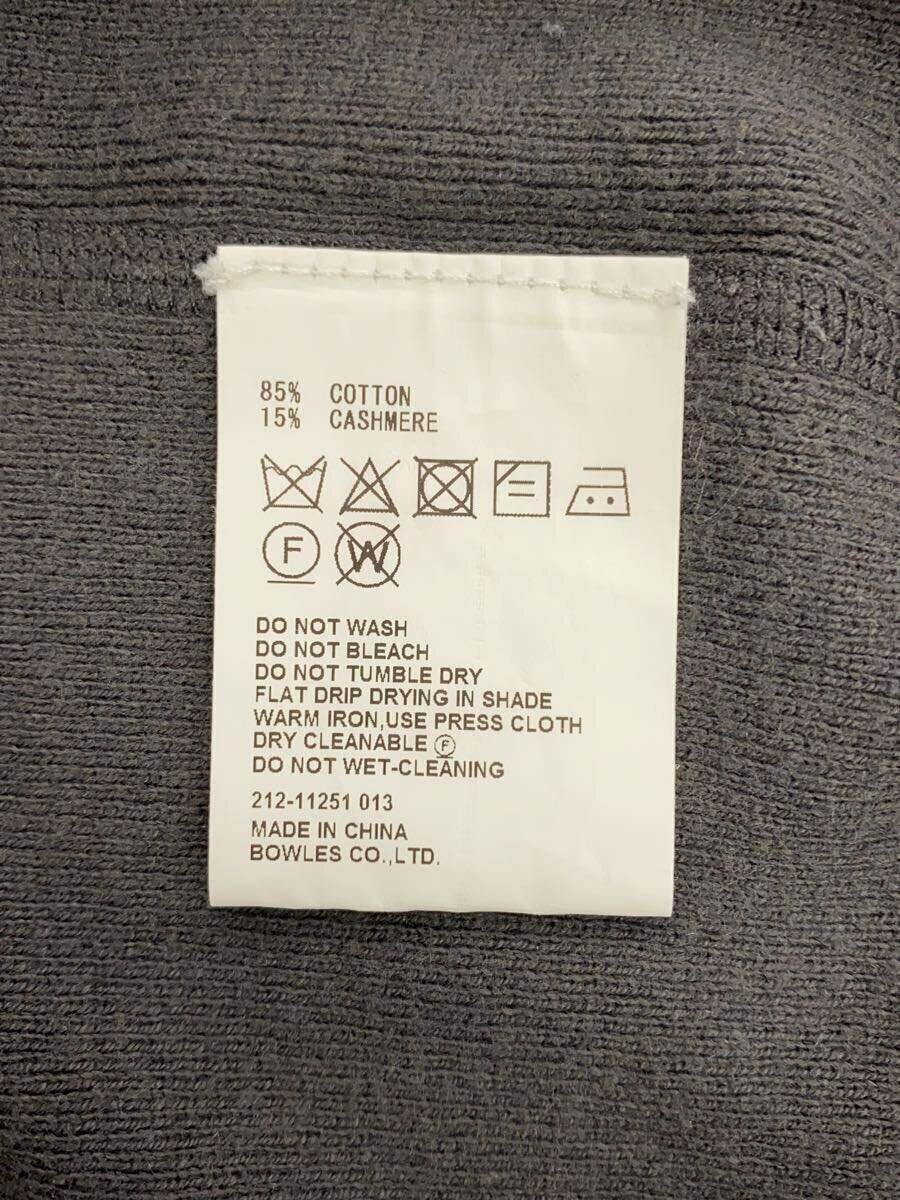 85% COTTON
15% CASHMERE
F W
DO NOT WASH
DO NOT BLEACH
DO NOT TUMBLE DRY
FLAT DRIP DRYING IN SHADE
WARM IRON,USE PRESS CLOTH
DRY CLEANABLE Ⓕ
DO NOT WET-CLEANING
212-11251 013
MADE IN CHINA
BOWLES CO.,LTD.